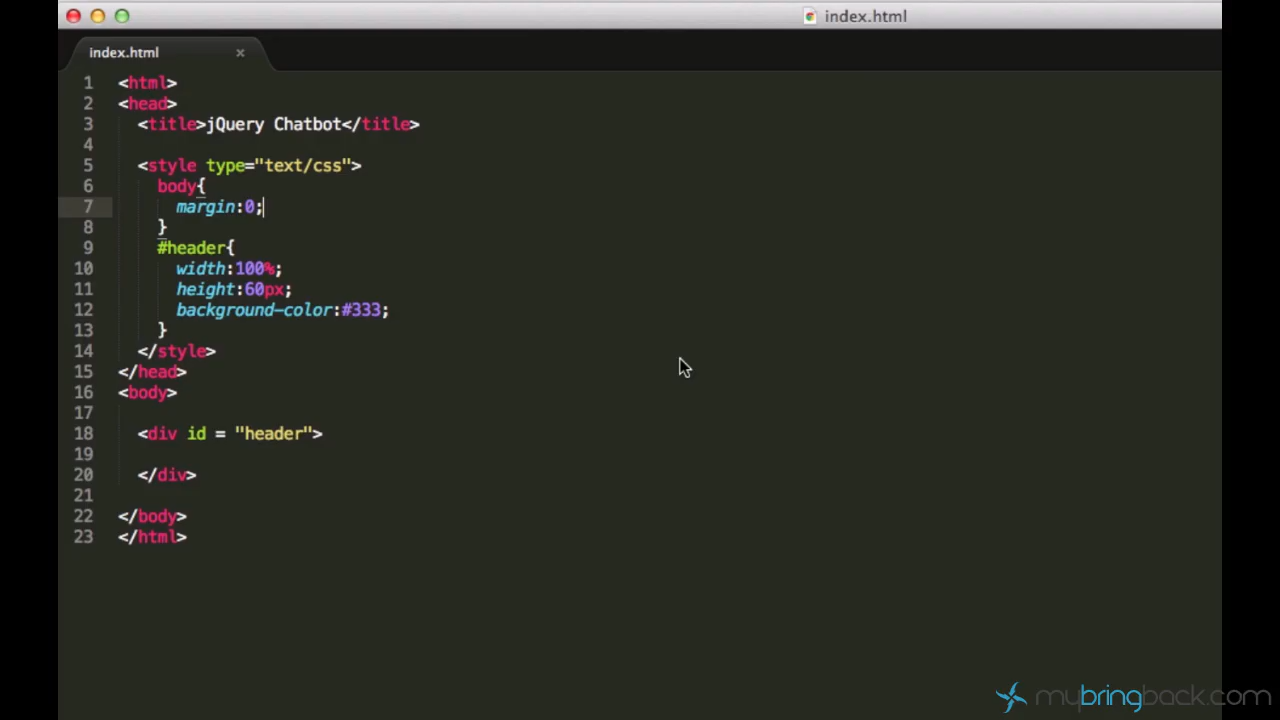 index.html
index.html ×
1 <html>
2 <head>
3 <title>jQuery Chatbot</title>
4
5 <style type="text/css">
6 body{
7 margin:0;
8 }
9 #header{
10 width:100%;
11 height:60px;
12 background-color:#333;
13 }
14 </style>
15 </head>
16 <body>
17
18 <div id = "header">
19
20 </div>
21
22 </body>
23 </html>
mybringback.com